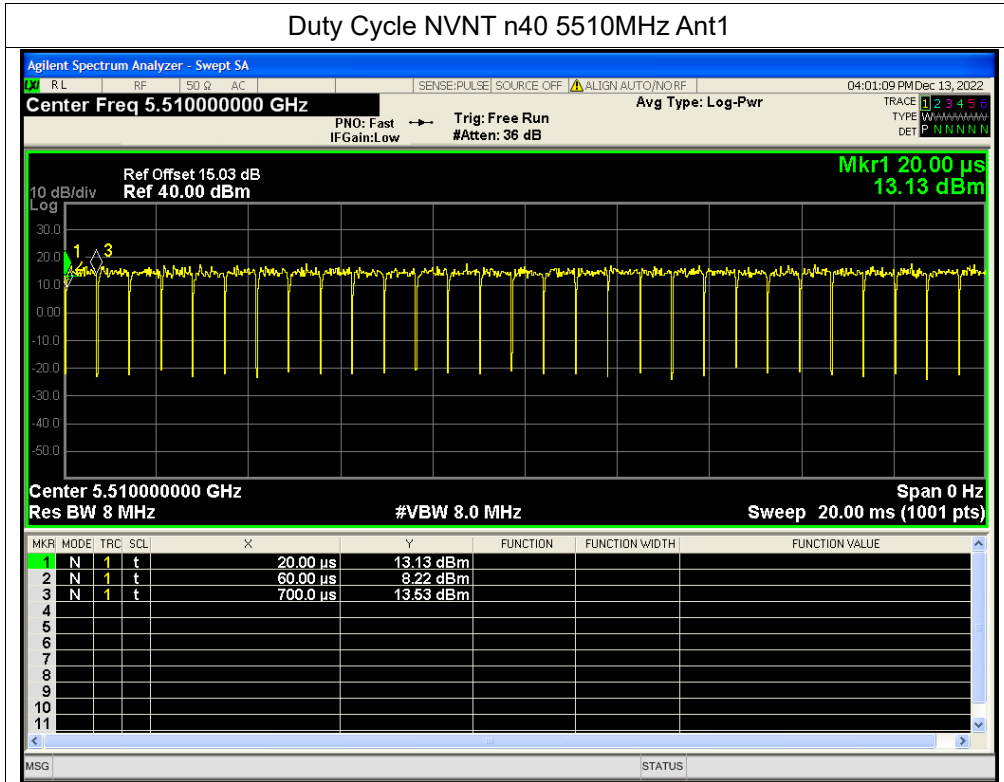 Duty Cycle NVNT n40 5510MHz Ant1
Agilent Spectrum Analyzer - Swept SA
LXI RL RF 50 Ω AC SENSE:PULSE SOURCE OFF ALIGN AUTO/NO RF 04:01:09 PM Dec 13, 2022
Center Freq 5.510000000 GHz Avg Type: Log-Pwr TRACE 1 2 3 4 5 6
PNO: Fast Trig: Free Run TYPE W
IFGain:Low #Atten: 36 dB DET P N N N N N
Mkr1 20.00 µs
Ref Offset 15.03 dB
10 dB/div Ref 40.00 dBm 13.13 dBm
Log
30.0
1 3
20.0
2
10.0
0.00
-10.0
-20.0
-30.0
-40.0
-50.0
Center 5.510000000 GHz Span 0 Hz
Res BW 8 MHz #VBW 8.0 MHz Sweep 20.00 ms (1001 pts)
MKR MODE TRC SCL X Y FUNCTION FUNCTION WIDTH FUNCTION VALUE
1 N 1 t 20.00 µs 13.13 dBm
2 N 1 t 60.00 µs 8.22 dBm
3 N 1 t 700.0 µs 13.53 dBm
4
5
6
7
8
9
10
11
MSG STATUS